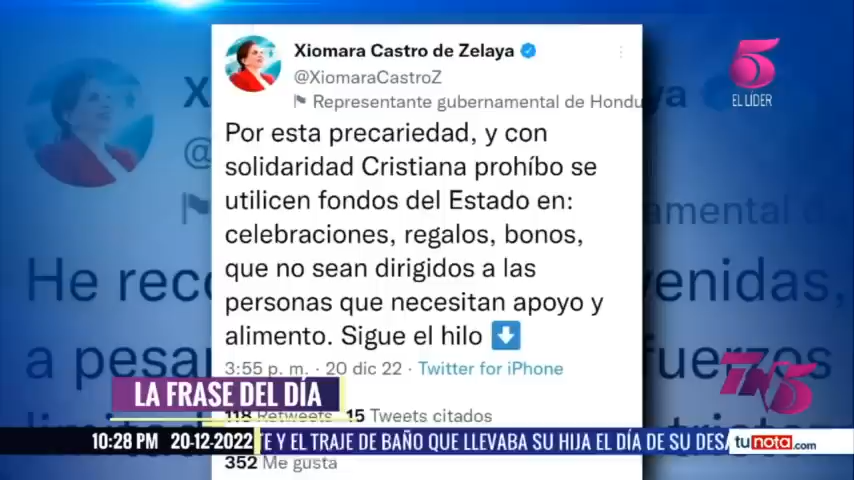 Xiomara Castro de Zelaya
@XiomaraCastroZ
Representante gubernamental de Hondu
Por esta precariedad, y con
solidaridad Cristiana prohíbo se
utilicen fondos del Estado en:
celebraciones, regalos, bonos,
que no sean dirigidos a las
personas que necesitan apoyo y
alimento. Sigue el hilo
3:55 p. m. · 20 dic 22 · Twitter for iPhone
118 Retweets 15 Tweets citados
352 Me gusta
5
EL LÍDER
TN5
LA FRASE DEL DÍA
10:28 PM 20-12-2022 TE Y EL TRAJE DE BAÑO QUE LLEVABA SU HIJA EL DÍA DE SU DESA
tunota.com